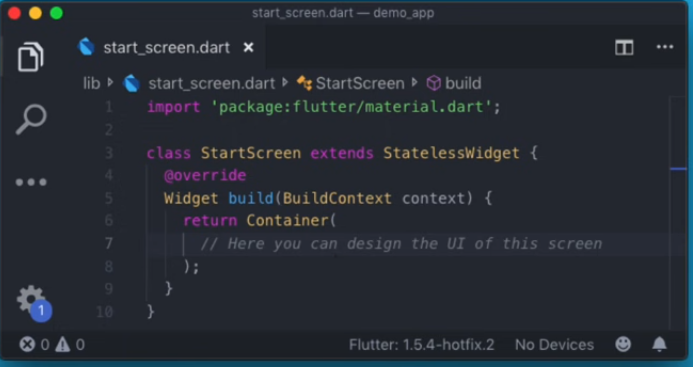 start_screen.dart — demo_app
start_screen.dart ×
lib start_screen.dart StartScreen build
1 import 'package:flutter/material.dart';
2
3 class StartScreen extends StatelessWidget {
4 @override
5 Widget build(BuildContext context) {
6 return Container(
7 // Here you can design the UI of this screen
8 );
9 }
10 }
1
0 0 Flutter: 1.5.4-hotfix.2 No Devices